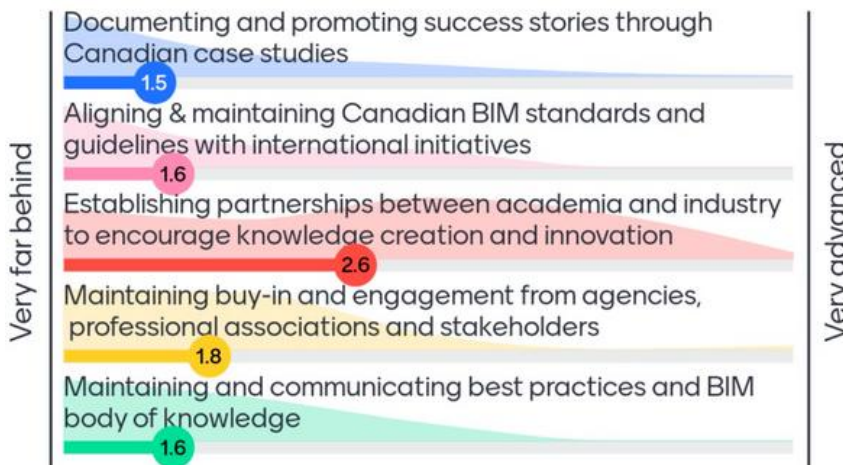 Very far behind
Documenting and promoting success stories through
Canadian case studies
1.5
Aligning & maintaining Canadian BIM standards and
guidelines with international initiatives
1.6
Establishing partnerships between academia and industry
to encourage knowledge creation and innovation
2.6
Maintaining buy-in and engagement from agencies,
professional associations and stakeholders
1.8
Maintaining and communicating best practices and BIM
body of knowledge
1.6
Very advanced